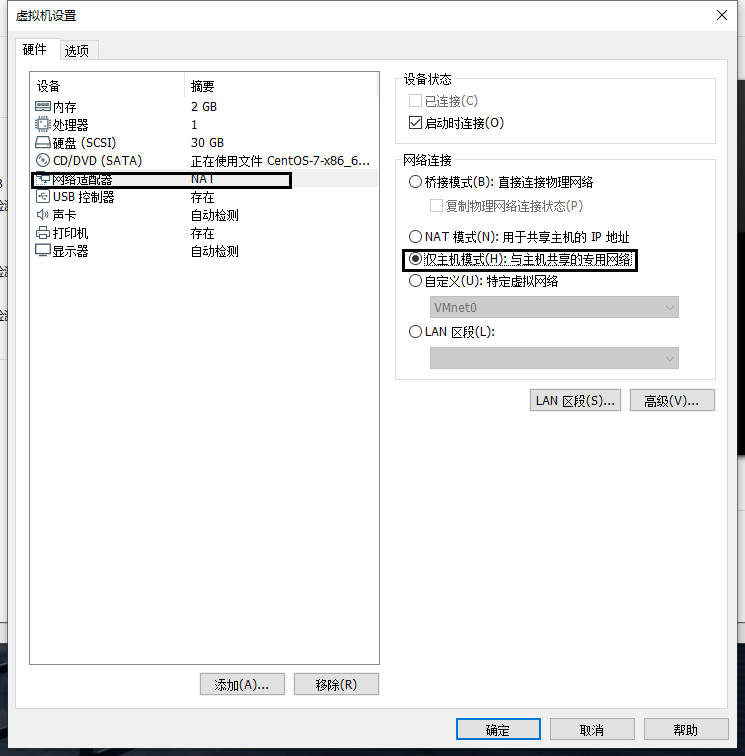 虚拟机设置
硬件
选项
设备
摘要
内存
2 GB
处理器
1
硬盘 (SCSI)
30 GB
CD/DVD (SATA)
正在使用文件 CentOS-7-x86_6...
网络适配器
NAT
USB 控制器
存在
声卡
自动检测
打印机
存在
显示器
自动检测
添加(A)...
移除(R)
设备状态
已连接(C)
启动时连接(O)
网络连接
桥接模式(B): 直接连接物理网络
复制物理网络连接状态(P)
NAT 模式(N): 用于共享主机的 IP 地址
仅主机模式(H): 与主机共享的专用网络
自定义(U): 特定虚拟网络
VMnet0
LAN 区段(L):
LAN 区段(S)...
高级(V)...
确定
取消
帮助